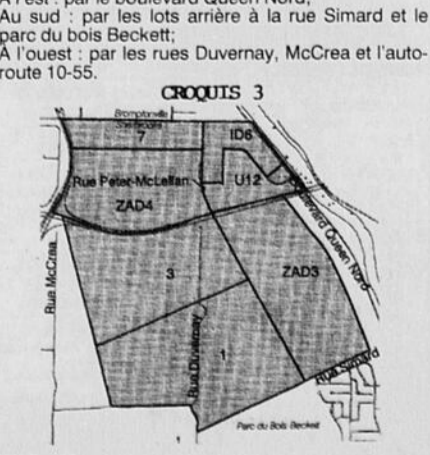 À l'est : par le boulevard Queen Nord;
Au sud : par les lots arrière à la rue Simard et le
parc du bois Beckett;
À l'ouest : par les rues Duvernay, McCrea et l'auto-
route 10-55.
CROQUIS 3
Bromptonville
Sherbrooke
7
ID6
Rue Peter-McLellan
U12
ZAD4
Boulevard Queen Nord
Rue McCrea
3
ZAD3
Rue Duvernay
1
Rue Simard
Parc du Bois Beckett
1